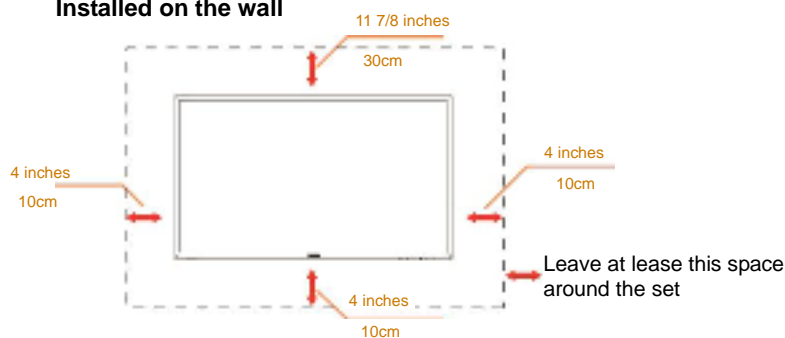 Installed on the wall
11 7/8 inches
30cm
4 inches
10cm
4 inches
10cm
Leave at lease this space
around the set
4 inches
10cm